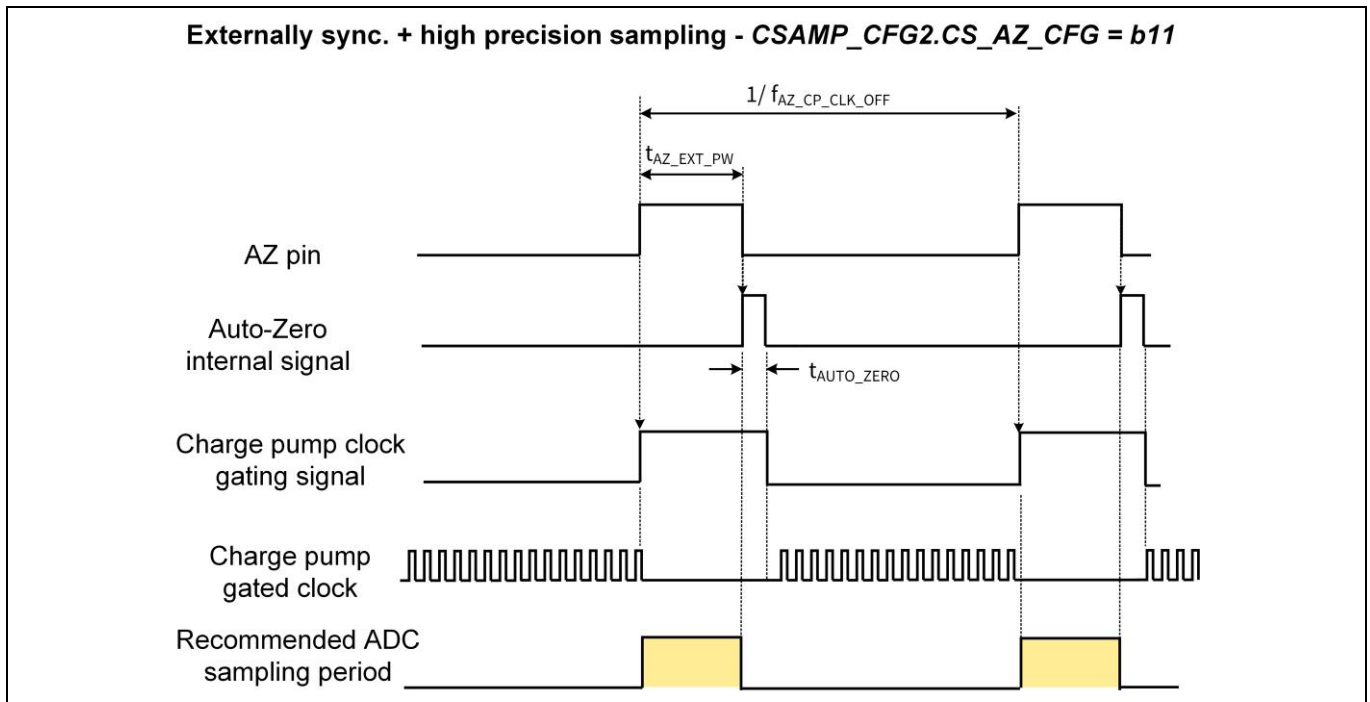 Externally sync. + high precision sampling - CSAMP_CFG2.CS_AZ_CFG = b11
1/ fAZ_CP_CLK_OFF
tAZ_EXT_PW
AZ pin
Auto-Zero
internal signal
tAUTO_ZERO
Charge pump clock
gating signal
Charge pump
gated clock
Recommended ADC
sampling period